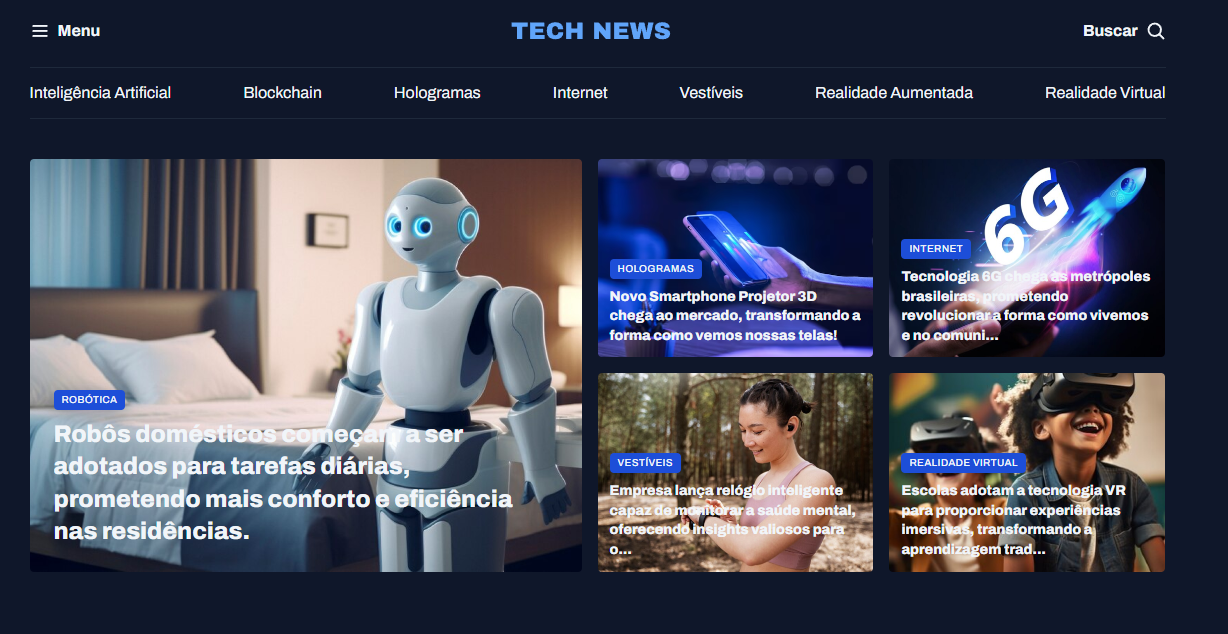 Menu
TECH NEWS
Buscar
Inteligência Artificial
Blockchain
Hologramas
Internet
Vestíveis
Realidade Aumentada
Realidade Virtual
ROBÓTICA
Robôs domésticos começam a ser
adotados para tarefas diárias,
prometendo mais conforto e eficiência
nas residências.
HOLOGRAMAS
Novo Smartphone Projetor 3D
chega ao mercado, transformando a
forma como vemos nossas telas!
6G
INTERNET
Tecnologia 6G chega às metrópoles
brasileiras, prometendo
revolucionar a forma como vivemos
e no comuni...
VESTÍVEIS
Empresa lança relógio inteligente
capaz de monitorar a saúde mental,
oferecendo insights valiosos para
o...
REALIDADE VIRTUAL
Escolas adotam a tecnologia VR
para proporcionar experiências
imersivas, transformando a
aprendizagem trad...